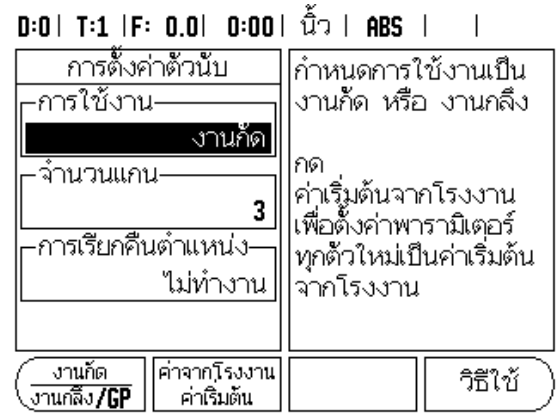 D:0 | T:1 | F: 0.0 | 0:00 | นิ้ว | ABS | |
การตั้งค่าตัวนับ
การใช้งาน
งานกัด
จำนวนแกน
3
การเรียกคืนตำแหน่ง
ไม่ทำงาน
กำหนดการใช้งานเป็น
งานกัด หรือ งานกลึง
กด
ค่าเริ่มต้นจากโรงงาน
เพื่อตั้งค่าพารามิเตอร์
ทุกตัวใหม่เป็นค่าเริ่มต้น
จากโรงงาน
งานกัด
งานกลึง/GP
ค่าจากโรงงาน
ค่าเริ่มต้น
วิธีใช้